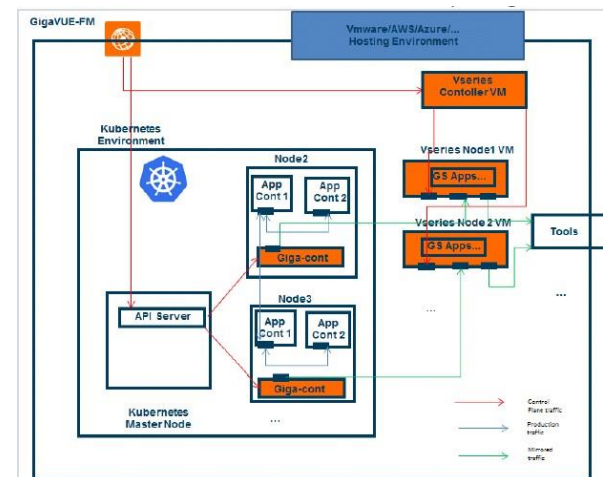 GigaVUE-FM
Vmware/AWS/Azure/...
Hosting Environment
Vseries
Contoller VM
Kubernetes
Environment
Node2
App
Cont 1
App
Cont 2
Giga-cont
Vseries Node1 VM
GS Apps...
Vseries Node 2 VM
GS Apps...
Tools
...
...
Node3
App
Cont 1
App
Cont 2
Giga-cont
API Server
Kubernetes
Master Node
...
Control
Plane traffic
Production
traffic
Mirrored
traffic